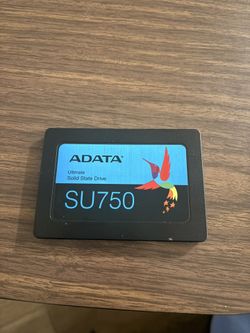 ADATA
Ultimate
Solid State Drive
SU750